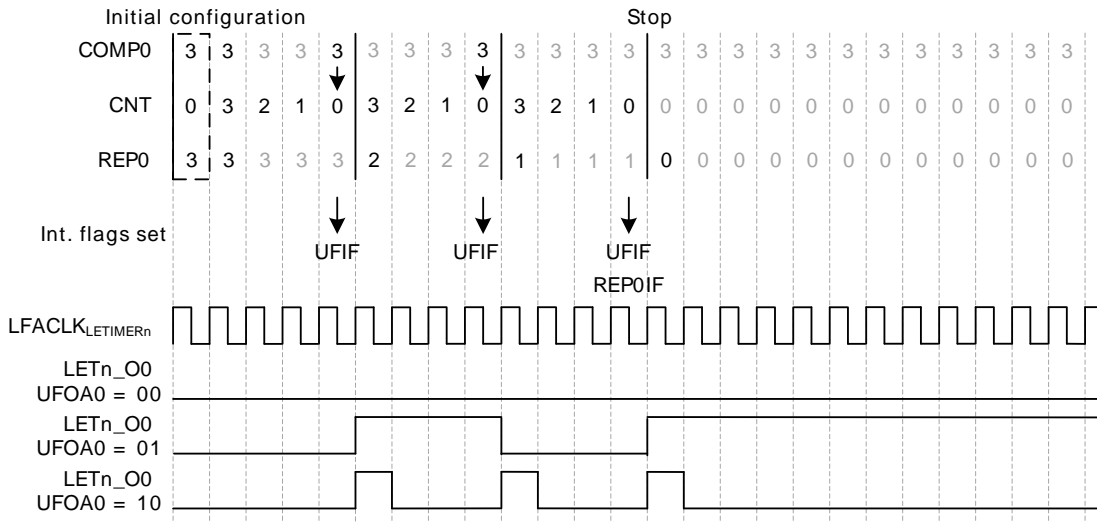 Initial configuration Stop
COMP0 3 3 3 3 3 3 3 3 3 3 3 3 3 3 3 3 3 3 3 3 3 3 3 3 3
CNT 0 3 2 1 0 3 2 1 0 3 2 1 0 0 0 0 0 0 0 0 0 0 0 0 0
REP0 3 3 3 3 3 2 2 2 2 1 1 1 1 0 0 0 0 0 0 0 0 0 0 0 0
Int. flags set
UFIF UFIF UFIF
REP0IF
LFACLKLETIMERn
LETn_O0
UFOA0 = 00
LETn_O0
UFOA0 = 01
LETn_O0
UFOA0 = 10